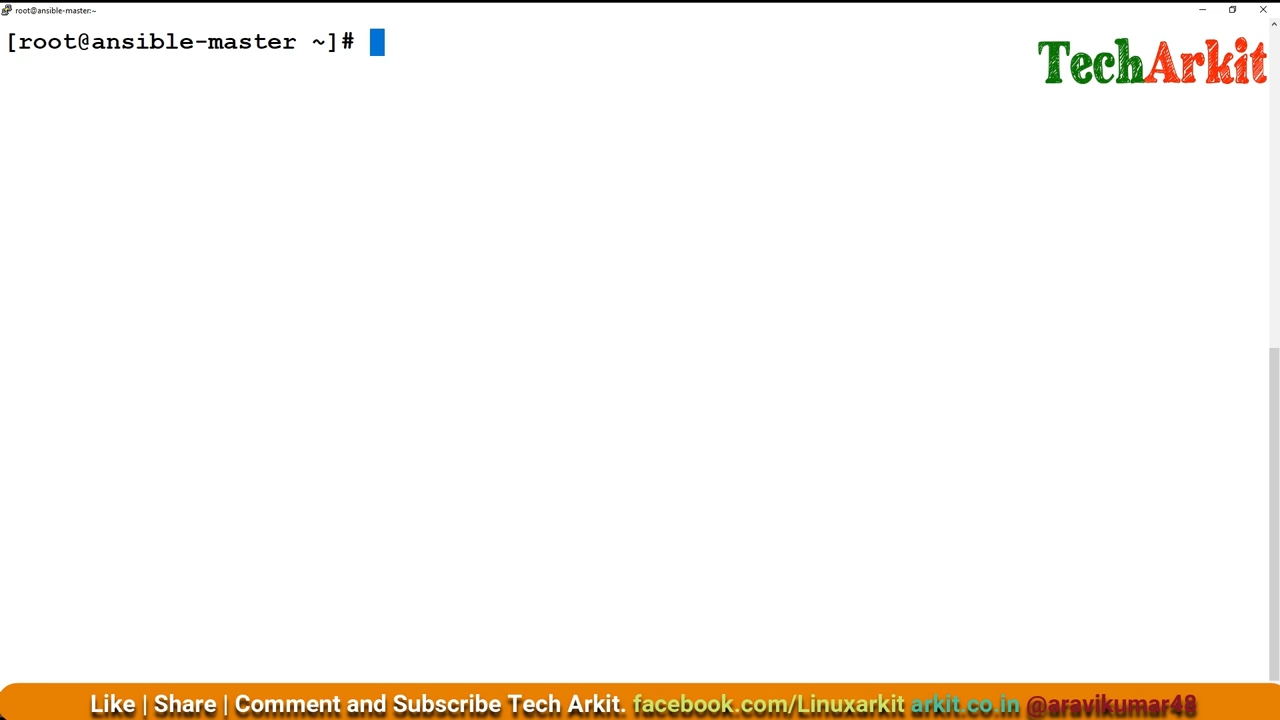 root@ansible-master:~
[root@ansible-master ~]#
TechArkit
Like | Share | Comment and Subscribe Tech Arkit. facebook.com/Linuxarkit arkit.co.in @aravikumar48